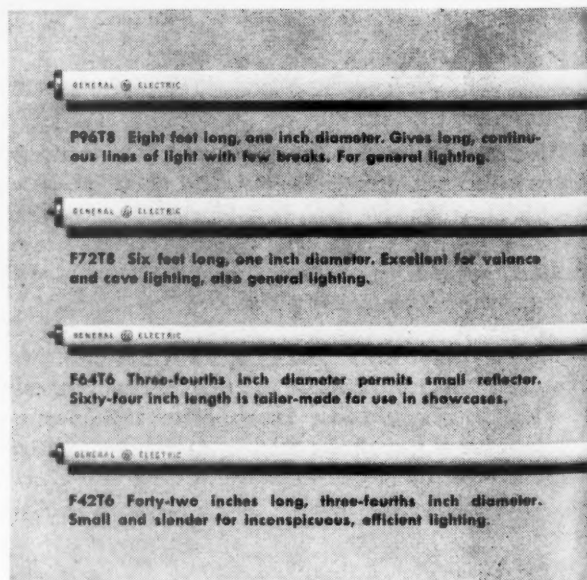 GENERAL GE ELECTRIC
F96T8 Eight feet long, one inch diameter. Gives long, continu-
ous lines of light with few breaks. For general lighting.
GENERAL GE ELECTRIC
F72T8 Six feet long, one inch diameter. Excellent for valance
and cove lighting, also general lighting.
GENERAL GE ELECTRIC
F64T6 Three-fourths inch diameter permits small reflector.
Sixty-four inch length is tailor-made for use in showcases.
GENERAL GE ELECTRIC
F42T6 Forty-two inches long, three-fourths inch diameter.
Small and slender for inconspicuous, efficient lighting.